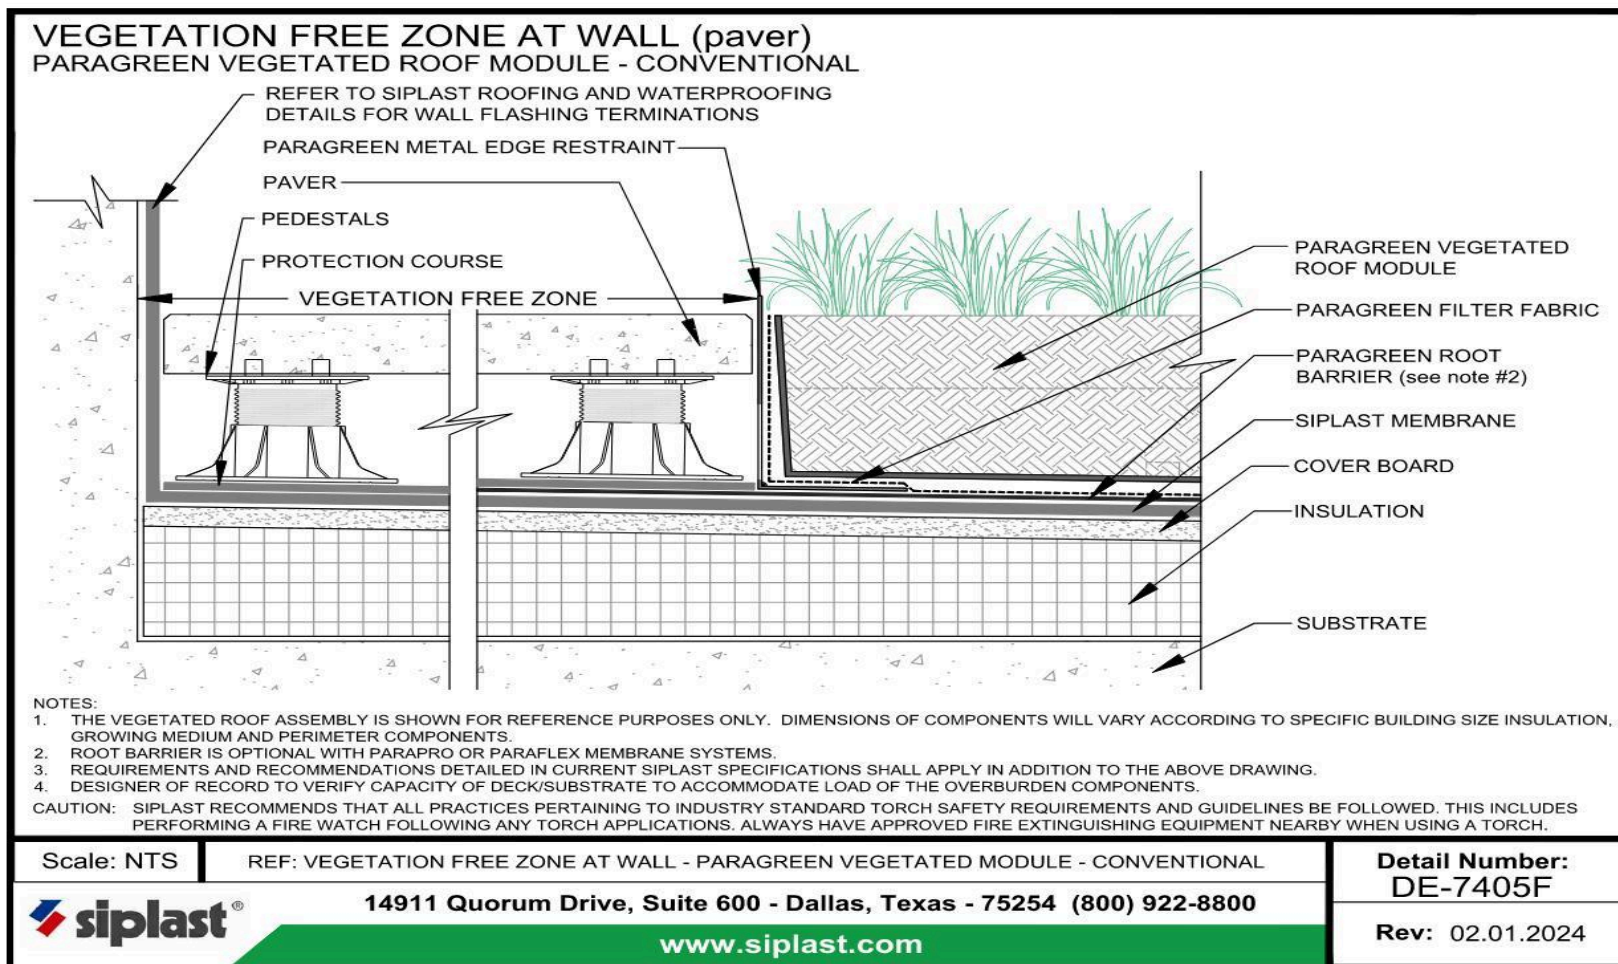 VEGETATION FREE ZONE AT WALL (paver)
PARAGREEN VEGETATED ROOF MODULE - CONVENTIONAL
REFER TO SIPLAST ROOFING AND WATERPROOFING
DETAILS FOR WALL FLASHING TERMINATIONS
PARAGREEN METAL EDGE RESTRAINT
PAVER
PEDESTALS
PROTECTION COURSE
VEGETATION FREE ZONE
PARAGREEN VEGETATED
ROOF MODULE
PARAGREEN FILTER FABRIC
PARAGREEN ROOT
BARRIER (see note #2)
SIPLAST MEMBRANE
COVER BOARD
INSULATION
SUBSTRATE
NOTES:
1. THE VEGETATED ROOF ASSEMBLY IS SHOWN FOR REFERENCE PURPOSES ONLY. DIMENSIONS OF COMPONENTS WILL VARY ACCORDING TO SPECIFIC BUILDING SIZE INSULATION,
GROWING MEDIUM AND PERIMETER COMPONENTS.
2. ROOT BARRIER IS OPTIONAL WITH PARAPRO OR PARAFLEX MEMBRANE SYSTEMS.
3. REQUIREMENTS AND RECOMMENDATIONS DETAILED IN CURRENT SIPLAST SPECIFICATIONS SHALL APPLY IN ADDITION TO THE ABOVE DRAWING.
4. DESIGNER OF RECORD TO VERIFY CAPACITY OF DECK/SUBSTRATE TO ACCOMMODATE LOAD OF THE OVERBURDEN COMPONENTS.
CAUTION: SIPLAST RECOMMENDS THAT ALL PRACTICES PERTAINING TO INDUSTRY STANDARD TORCH SAFETY REQUIREMENTS AND GUIDELINES BE FOLLOWED. THIS INCLUDES
PERFORMING A FIRE WATCH FOLLOWING ANY TORCH APPLICATIONS. ALWAYS HAVE APPROVED FIRE EXTINGUISHING EQUIPMENT NEARBY WHEN USING A TORCH.
Scale: NTS
REF: VEGETATION FREE ZONE AT WALL - PARAGREEN VEGETATED MODULE - CONVENTIONAL
Detail Number:
DE-7405F
siplast®
14911 Quorum Drive, Suite 600 - Dallas, Texas - 75254 (800) 922-8800
www.siplast.com
Rev: 02.01.2024